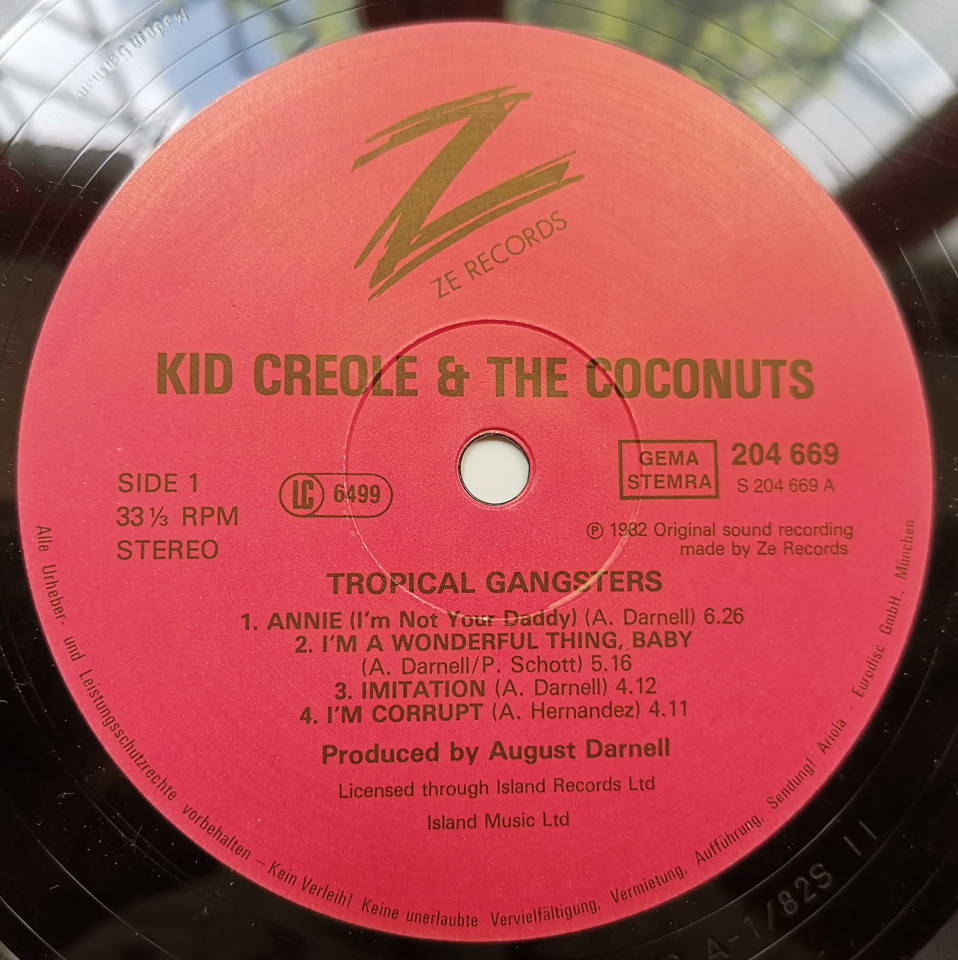 Z
ZE RECORDS
KID CREOLE & THE COCONUTS
SIDE 1
33⅓ RPM
STEREO
LC 6499
GEMA
STEMRA
204 669
S 204 669 A
℗ 1982 Original sound recording
made by Ze Records
TROPICAL GANGSTERS
1. ANNIE (I'm Not Your Daddy) (A. Darnell) 6.26
2. I'M A WONDERFUL THING, BABY
(A. Darnell/P. Schott) 5.16
3. IMITATION (A. Darnell) 4.12
4. I'M CORRUPT (A. Hernandez) 4.11
Produced by August Darnell
Licensed through Island Records Ltd
Island Music Ltd
Alle Urheber- und Leistungsschutzrechte vorbehalten – Kein Verleih! Keine unerlaubte Vervielfältigung, Vermietung, Aufführung, Sendung! Ariola - Eurodisc GmbH., München
A-1/82S II